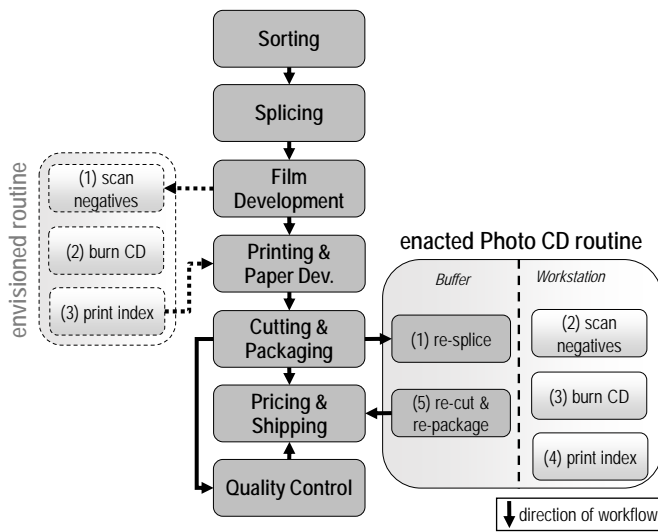 Sorting
Splicing
Film
Development
Printing &
Paper Dev.
Cutting &
Packaging
Pricing &
Shipping
Quality Control
envisioned routine
(1) scan
negatives
(2) burn CD
(3) print index
enacted Photo CD routine
Buffer
Workstation
(1) re-splice
(2) scan
negatives
(3) burn CD
(4) print index
(5) re-cut &
re-package
direction of workflow